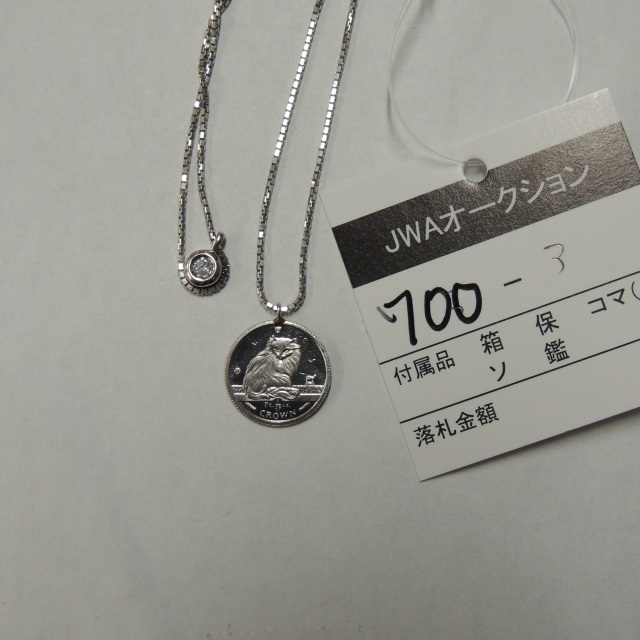 JWAオークション
700-3
付属品 箱 保 コマ(
ソ 鑑
落札金額
CROWN